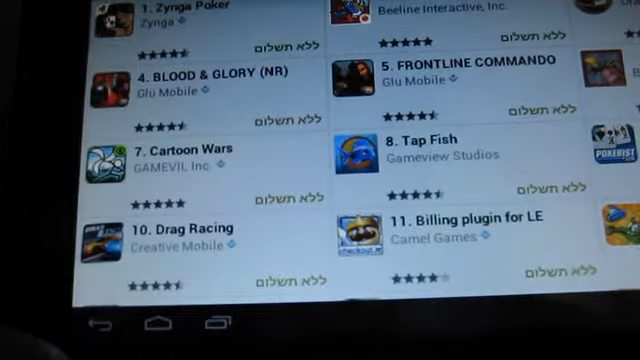 1. Zynga Poker
Zynga
ללא תשלום
Beeline Interactive, Inc.
ללא תשלום
4. BLOOD & GLORY (NR)
Glu Mobile
ללא תשלום
5. FRONTLINE COMMANDO
Glu Mobile
ללא תשלום
7. Cartoon Wars
GAMEVIL, Inc.
ללא תשלום
8. Tap Fish
Gameview Studios
ללא תשלום
POKERIST
10. Drag Racing
Creative Mobile
ללא תשלום
11. Billing plugin for LE
Camel Games
checkout
ללא תשלום